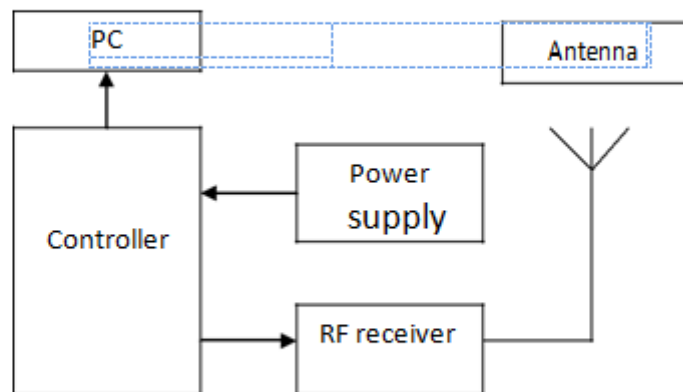 PC
Antenna
Power
supply
Controller
RF receiver